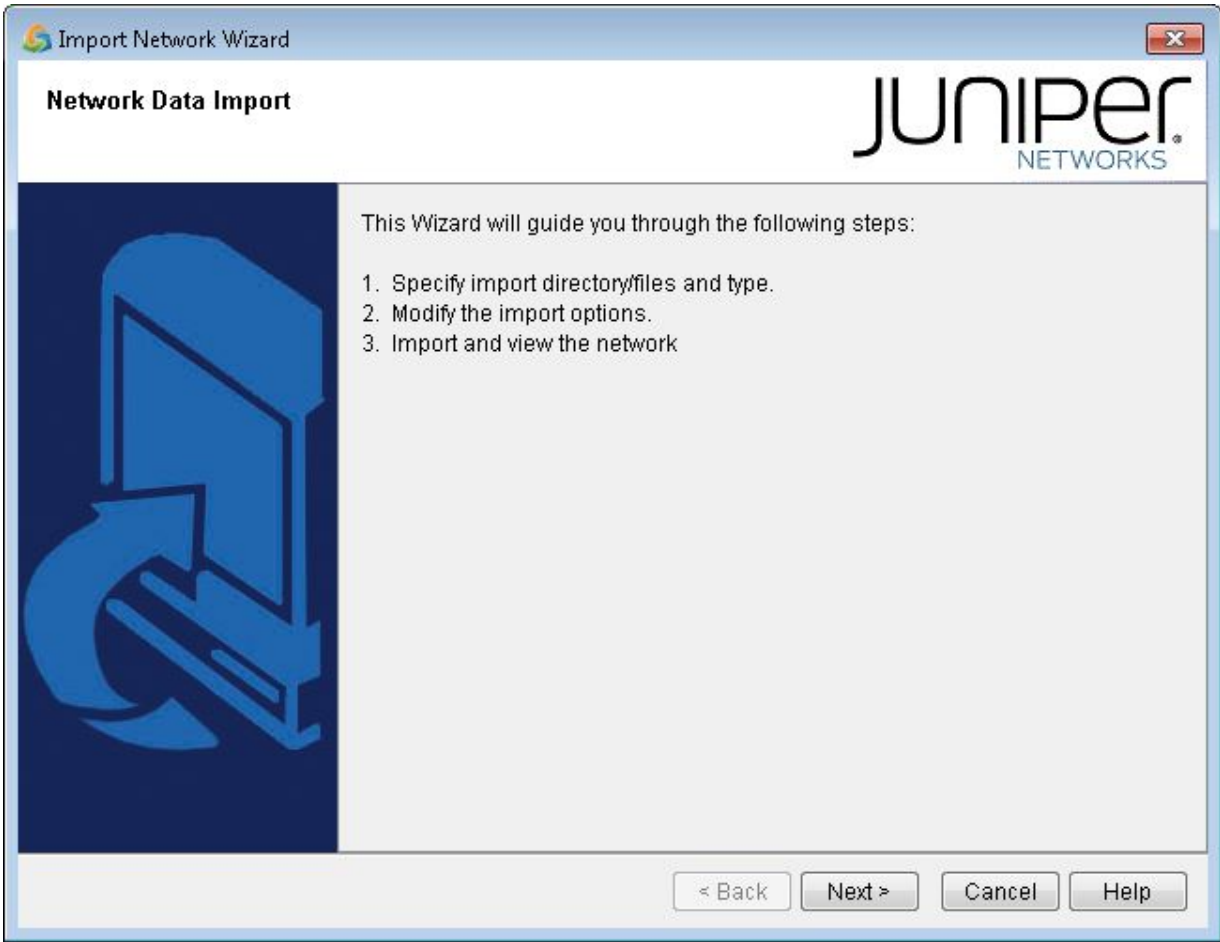 Import Network Wizard
Network Data Import
JUNIPER
NETWORKS
This Wizard will guide you through the following steps:
1. Specify import directory/files and type.
2. Modify the import options.
3. Import and view the network
< Back Next > Cancel Help